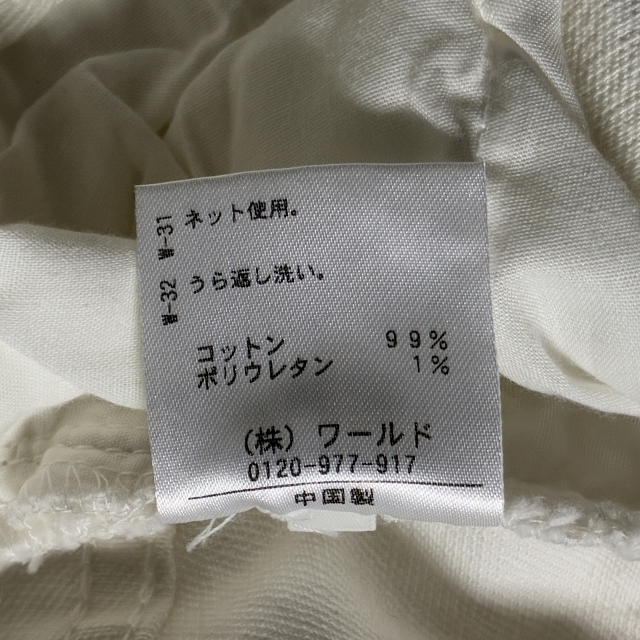 W-31 ネット使用。
W-32 うら返し洗い。
コットン 99%
ポリウレタン 1%
(株) ワールド
0120-977-917
中国製